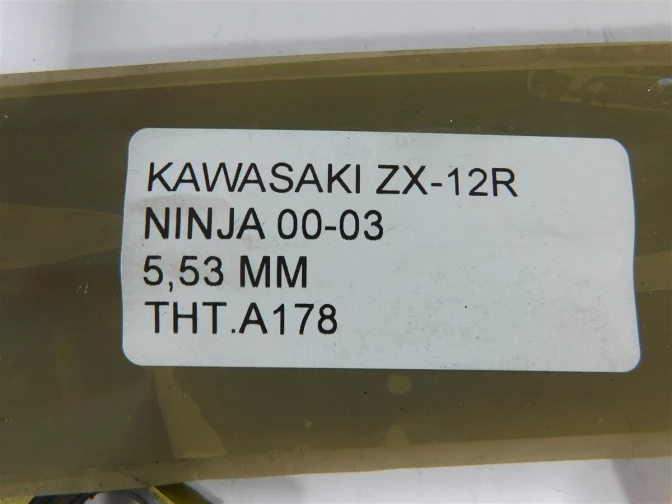 KAWASAKI ZX-12R
NINJA 00-03
5,53 MM
THT.A178